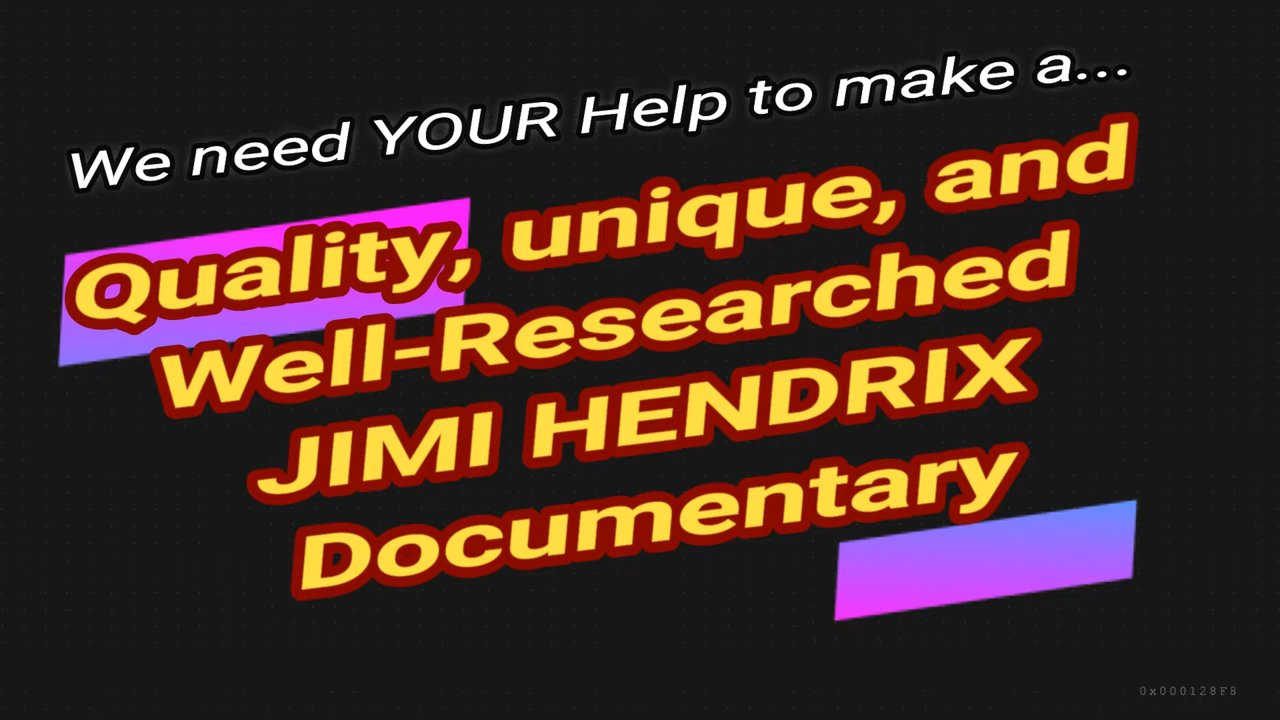 We need YOUR Help to make a...
Quality, unique, and
Well-Researched
JIMI HENDRIX
Documentary
0x000128F8